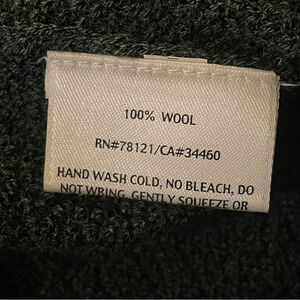 100% WOOL
RN#78121/CA#34460
HAND WASH COLD, NO BLEACH, DO
NOT WRING, GENTLY SQUEEZE OR